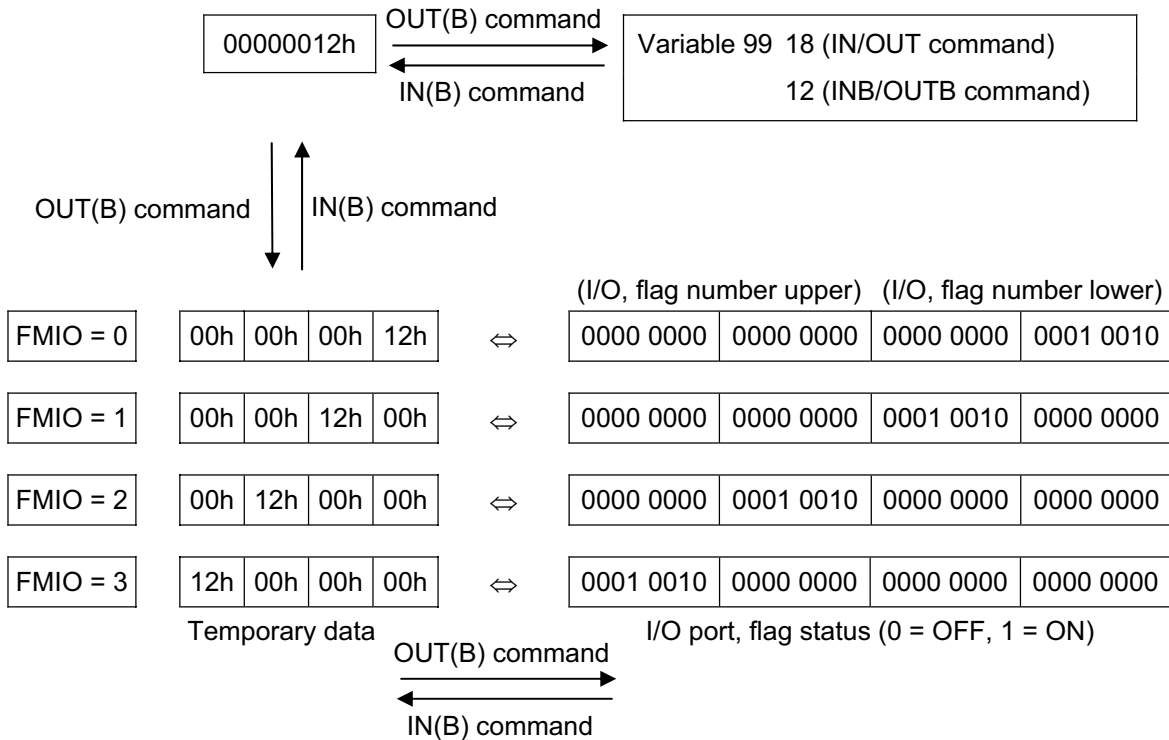 OUT(B) command
00000012h
Variable 99 18 (IN/OUT command)
IN(B) command
12 (INB/OUTB command)
OUT(B) command
IN(B) command
(I/O, flag number upper) (I/O, flag number lower)
FMIO = 0 00h 00h 00h 12h ⇔ 0000 0000 0000 0000 0000 0000 0001 0010
FMIO = 1 00h 00h 12h 00h ⇔ 0000 0000 0000 0000 0001 0010 0000 0000
FMIO = 2 00h 12h 00h 00h ⇔ 0000 0000 0001 0010 0000 0000 0000 0000
FMIO = 3 12h 00h 00h 00h ⇔ 0001 0010 0000 0000 0000 0000 0000 0000
Temporary data
I/O port, flag status (0 = OFF, 1 = ON)
OUT(B) command
IN(B) command